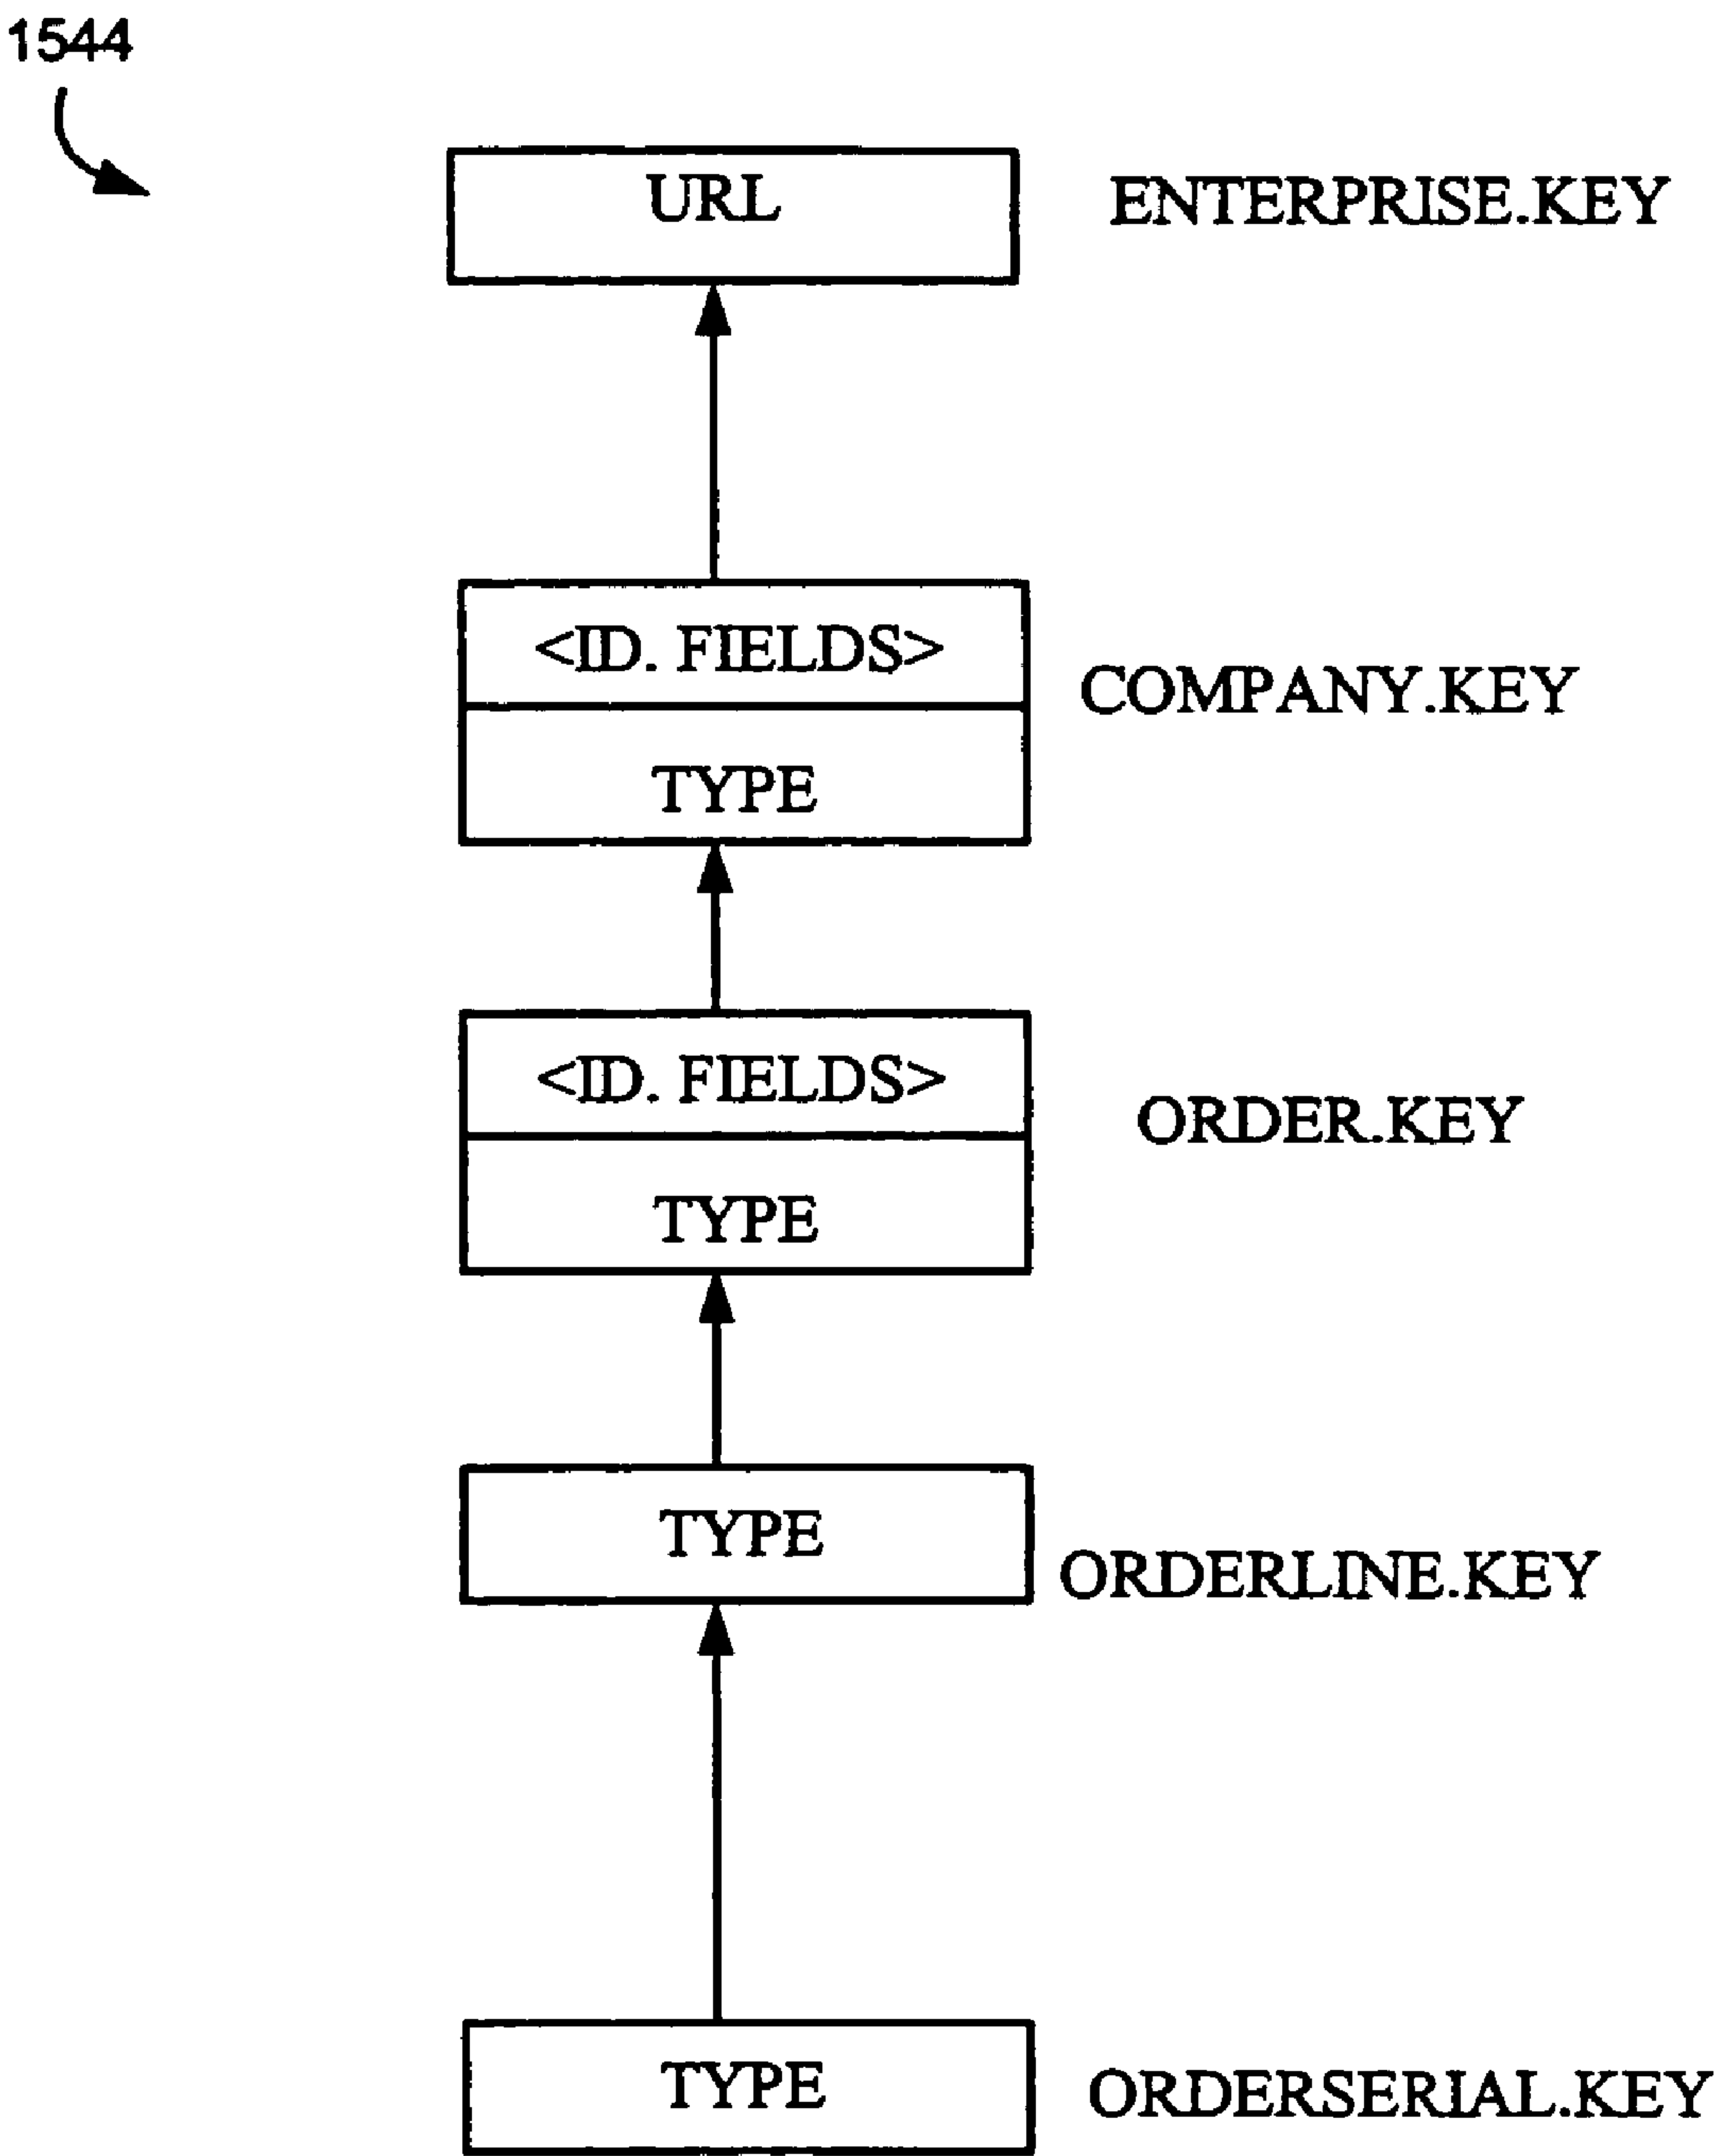 1544
URL
ENTERPRISE.KEY
<ID. FIELDS>
COMPANY.KEY
TYPE
<ID. FIELDS>
ORDER.KEY
TYPE
TYPE
ORDERLINE.KEY
TYPE
ORDERSERIAL.KEY